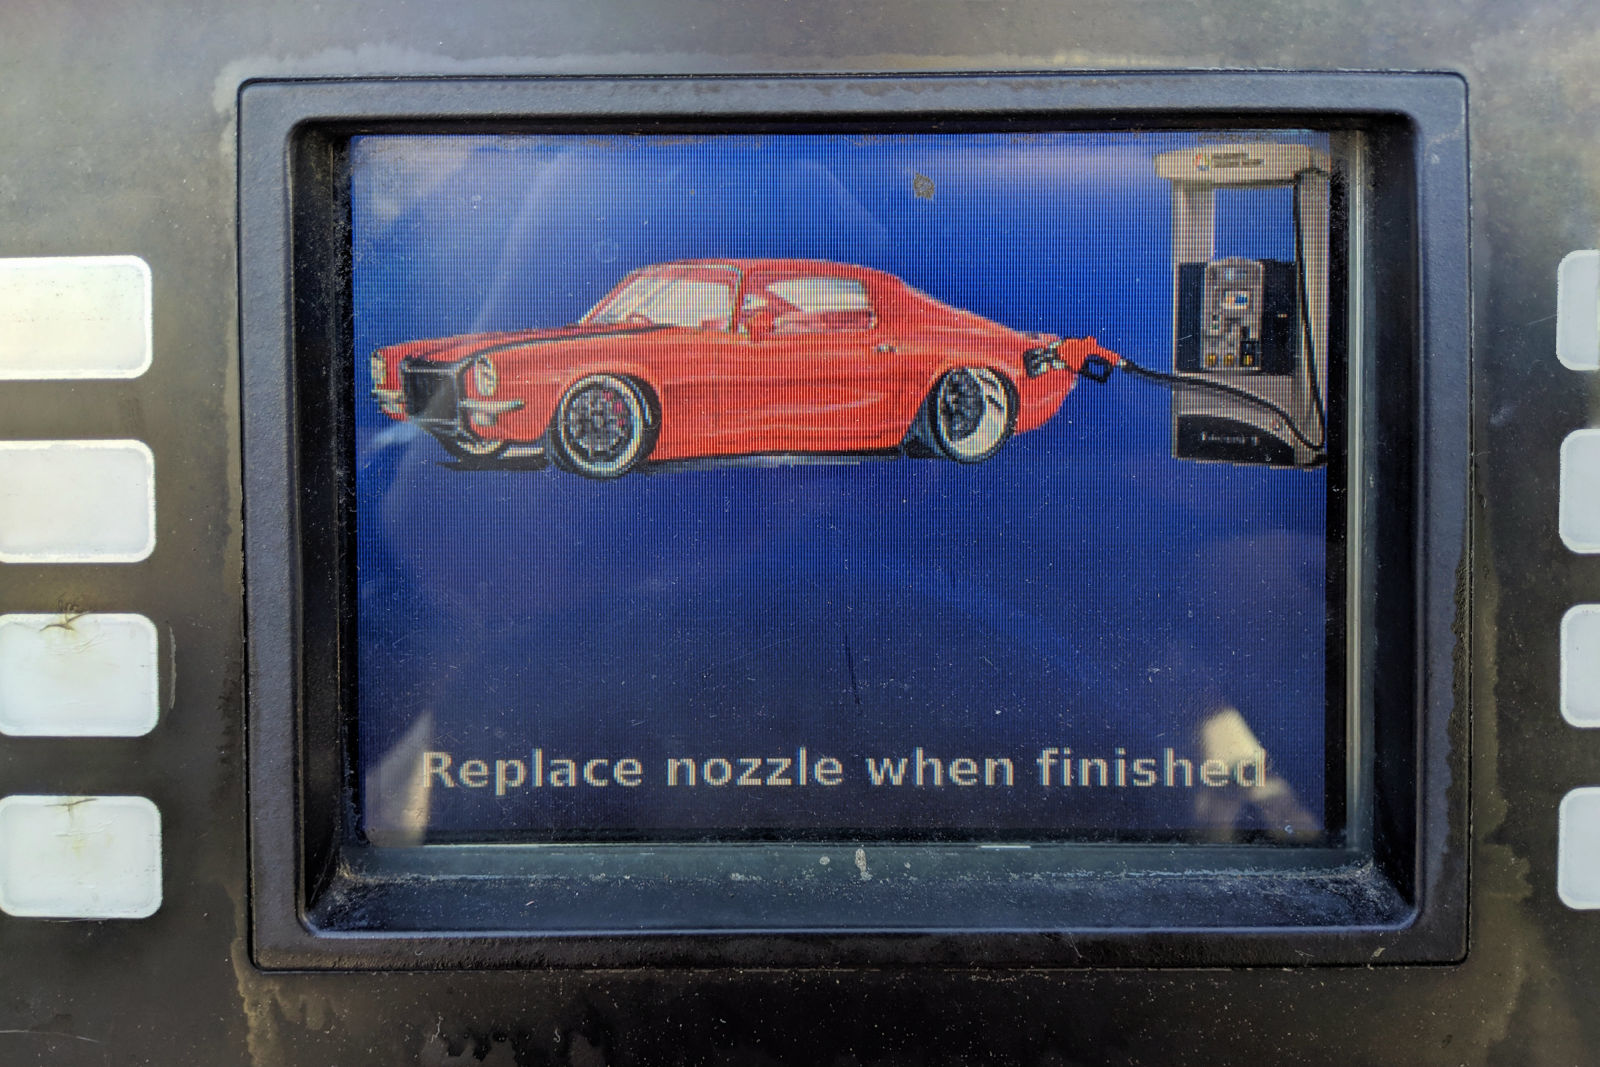 Replace nozzle when finished